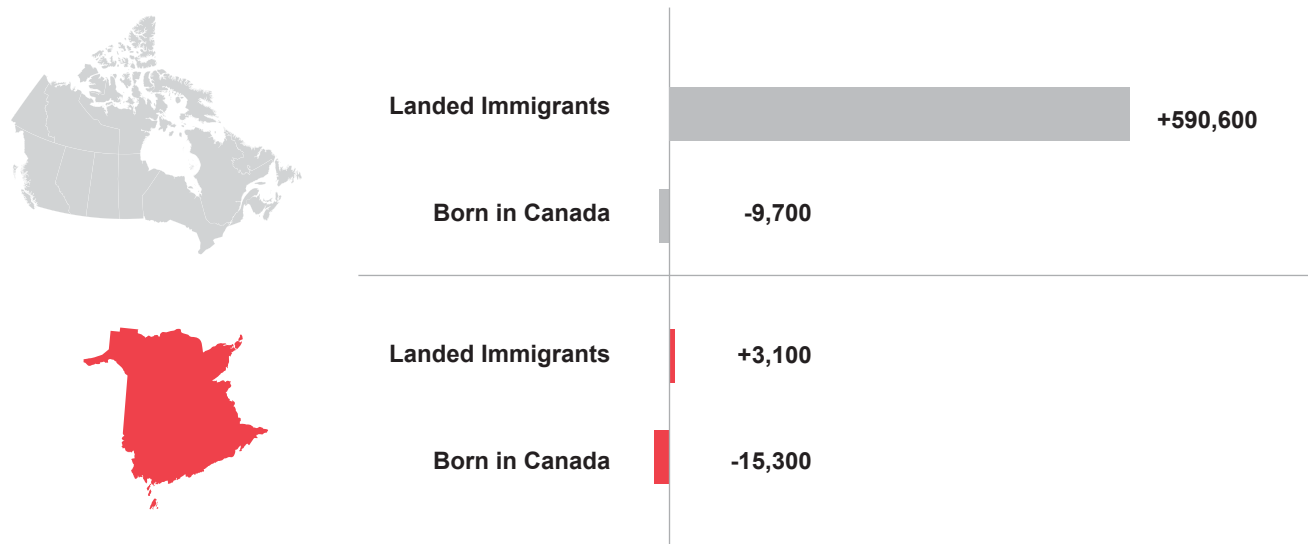 Landed Immigrants
+590,600
Born in Canada
-9,700
Landed Immigrants
+3,100
Born in Canada
-15,300